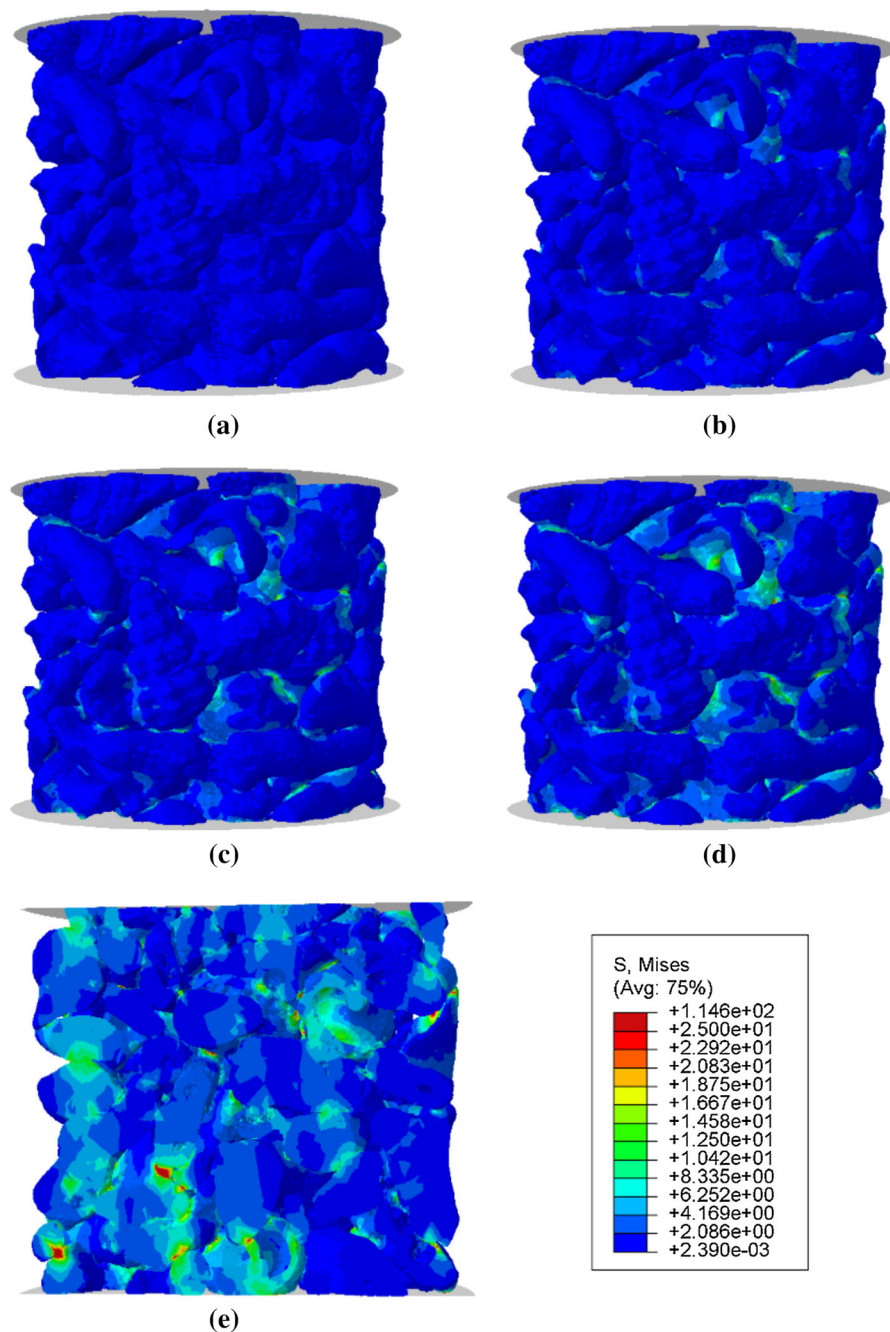 (a)
(b)
(c)
(d)
S, Mises
(Avg: 75%)
+1.146e+02
+2.500e+01
+2.292e+01
+2.083e+01
+1.875e+01
+1.667e+01
+1.458e+01
+1.250e+01
+1.042e+01
+8.335e+00
+6.252e+00
+4.169e+00
+2.086e+00
+2.390e-03
(e)